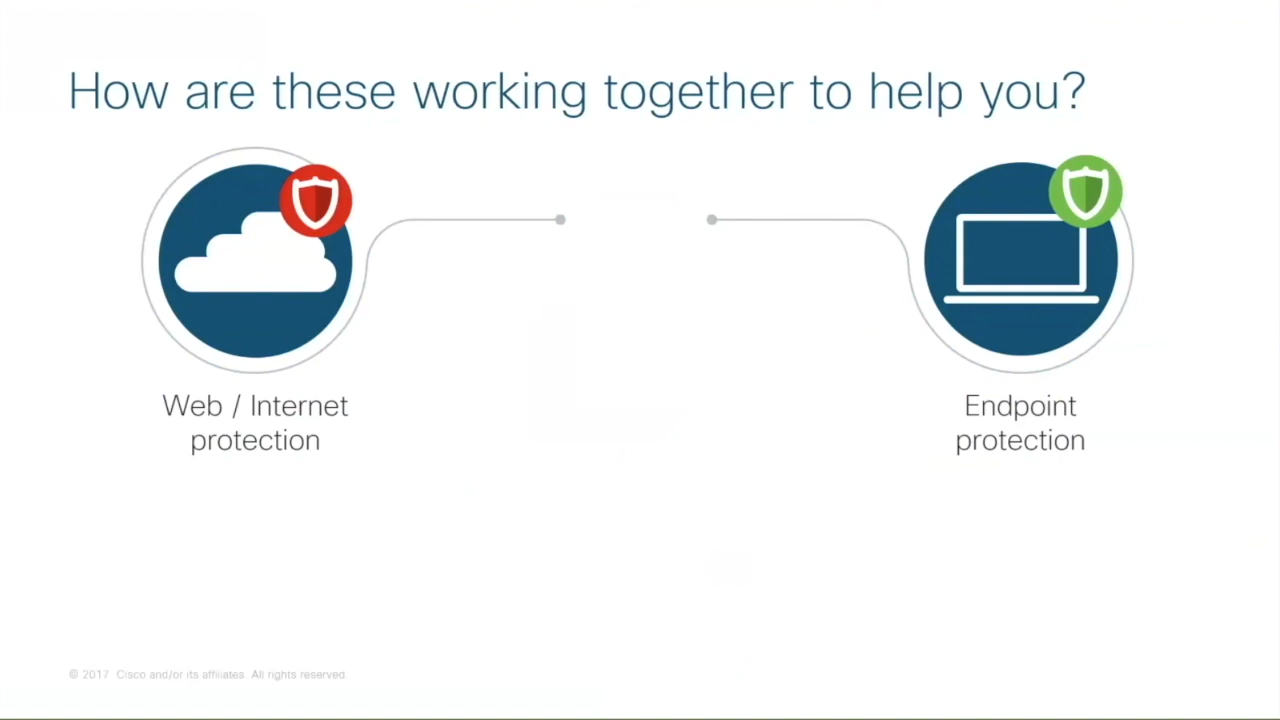 How are these working together to help you?
Web / Internet
protection
Endpoint
protection
© 2017 Cisco and/or its affiliates. All rights reserved.